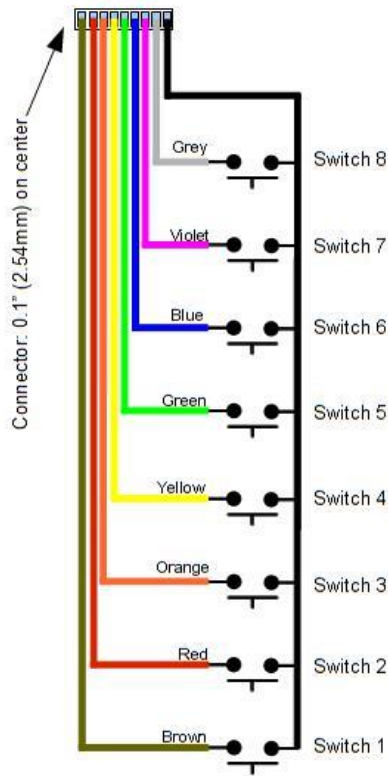 Connector: 0.1" (2.54mm) on center
Grey
Switch 8
Violet
Switch 7
Blue
Switch 6
Green
Switch 5
Yellow
Switch 4
Orange
Switch 3
Red
Switch 2
Brown
Switch 1